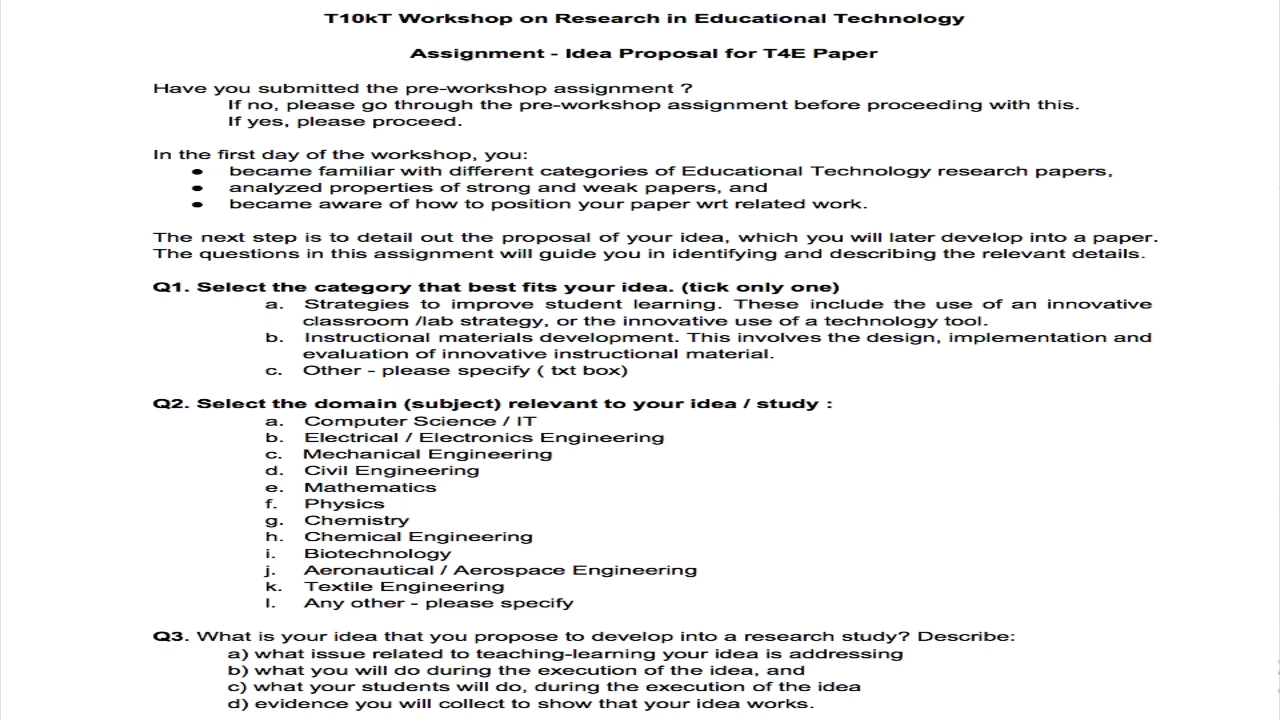 T10kT Workshop on Research in Educational Technology
Assignment - Idea Proposal for T4E Paper
Have you submitted the pre-workshop assignment ?
If no, please go through the pre-workshop assignment before proceeding with this.
If yes, please proceed.
In the first day of the workshop, you:
● became familiar with different categories of Educational Technology research papers,
● analyzed properties of strong and weak papers, and
● became aware of how to position your paper wrt related work.
The next step is to detail out the proposal of your idea, which you will later develop into a paper.
The questions in this assignment will guide you in identifying and describing the relevant details.
Q1. Select the category that best fits your idea. (tick only one)
a. Strategies to improve student learning. These include the use of an innovative
classroom /lab strategy, or the innovative use of a technology tool.
b. Instructional materials development. This involves the design, implementation and
evaluation of innovative instructional material.
c. Other - please specify ( txt box)
Q2. Select the domain (subject) relevant to your idea / study :
a. Computer Science / IT
b. Electrical / Electronics Engineering
c. Mechanical Engineering
d. Civil Engineering
e. Mathematics
f. Physics
g. Chemistry
h. Chemical Engineering
i. Biotechnology
j. Aeronautical / Aerospace Engineering
k. Textile Engineering
l. Any other - please specify
Q3. What is your idea that you propose to develop into a research study? Describe:
a) what issue related to teaching-learning your idea is addressing
b) what you will do during the execution of the idea, and
c) what your students will do, during the execution of the idea
d) evidence you will collect to show that your idea works.